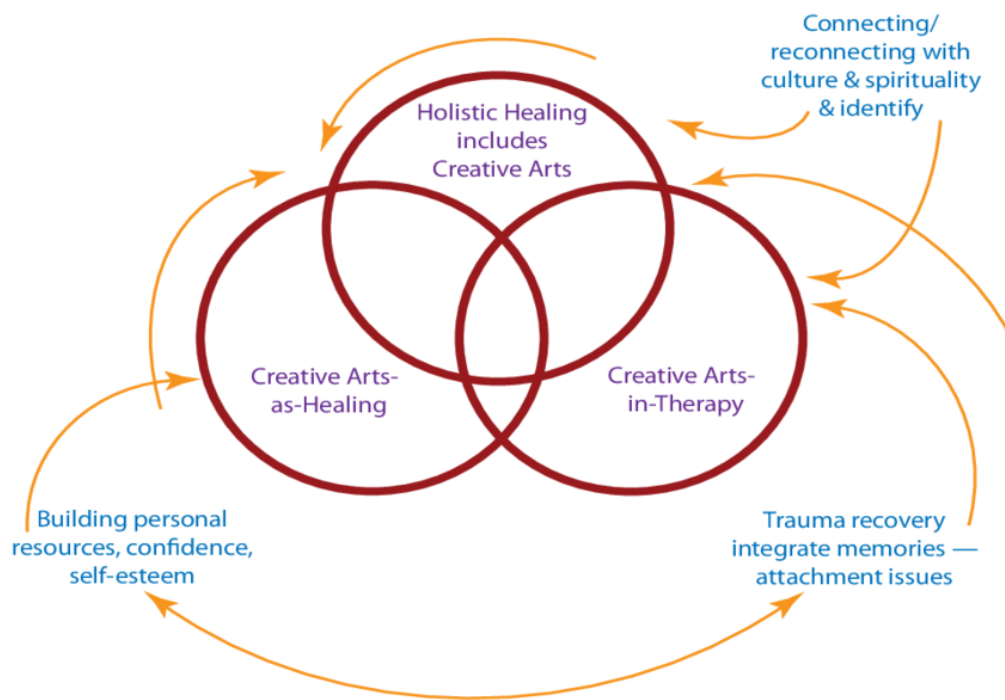 Connecting/
reconnecting with
culture & spirituality
& identify
Holistic Healing
includes
Creative Arts
Creative Arts-
as-Healing
Creative Arts-
in-Therapy
Building personal
resources, confidence,
self-esteem
Trauma recovery
integrate memories —
attachment issues